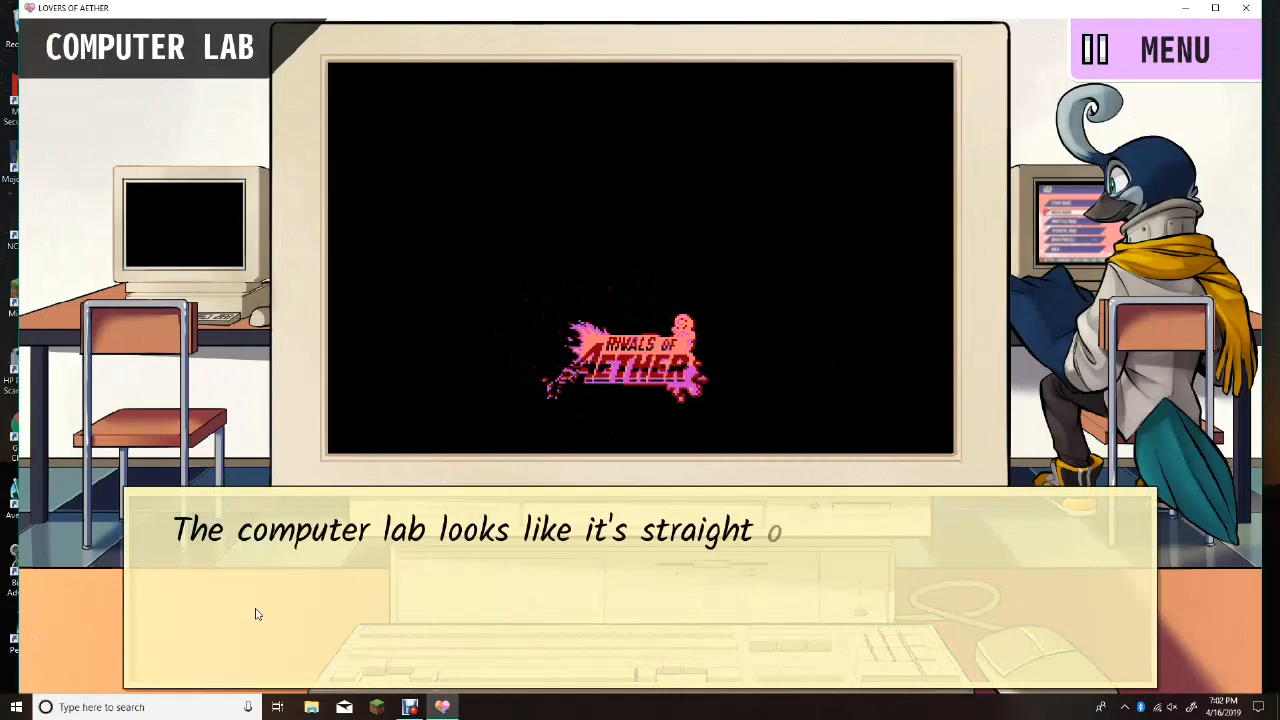 LOVERS OF AETHER
COMPUTER LAB
MENU
RIVALS OF
AETHER
The computer lab looks like it's straight o
Type here to search
7:02 PM
4/16/2019